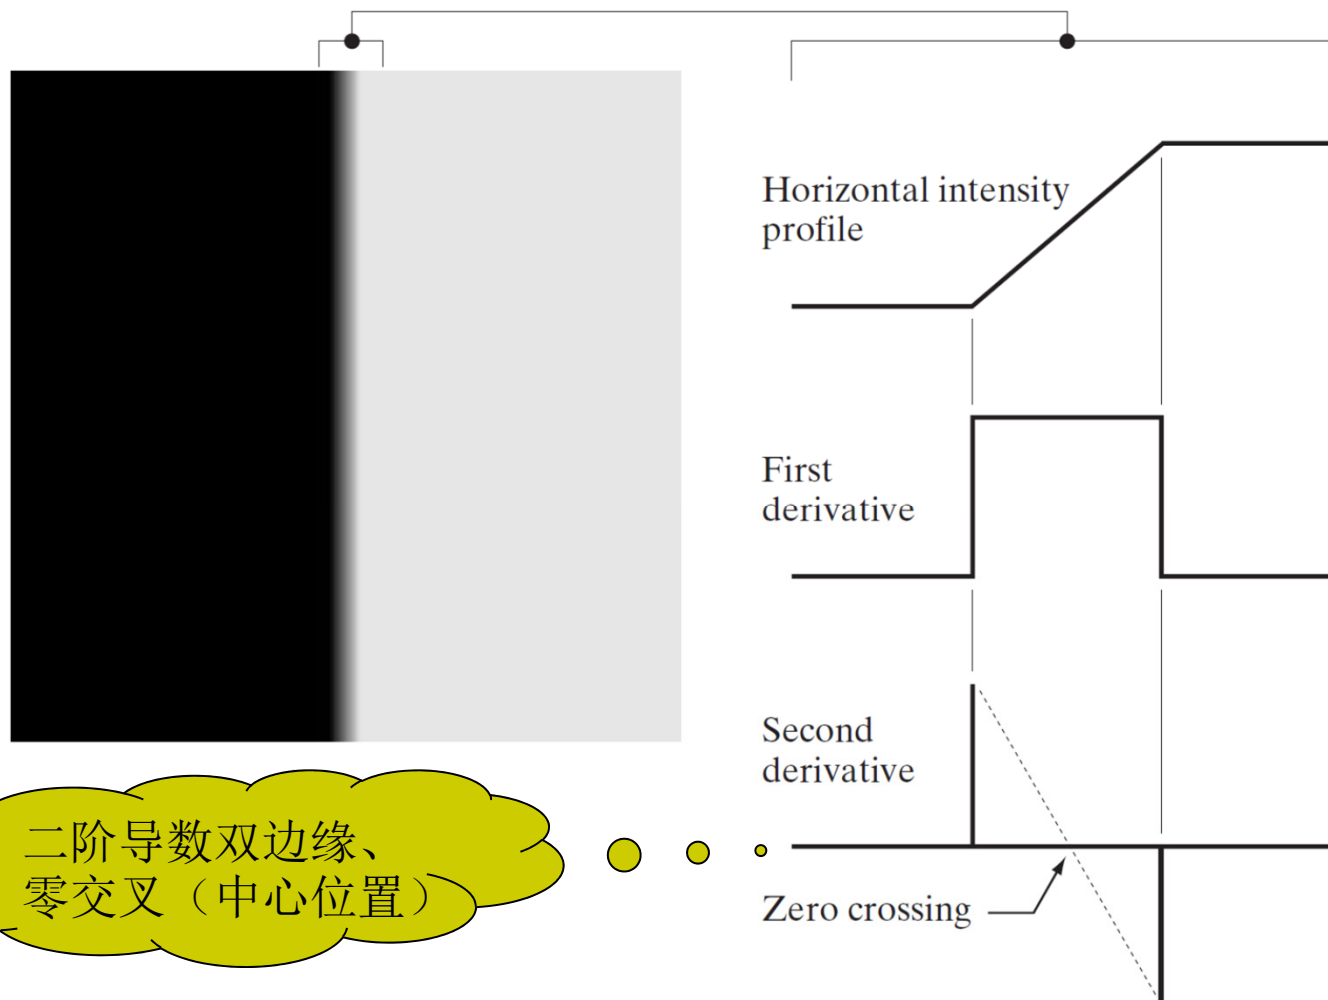 Horizontal intensity
profile
First
derivative
Second
derivative
二阶导数双边缘、
零交叉（中心位置）
Zero crossing